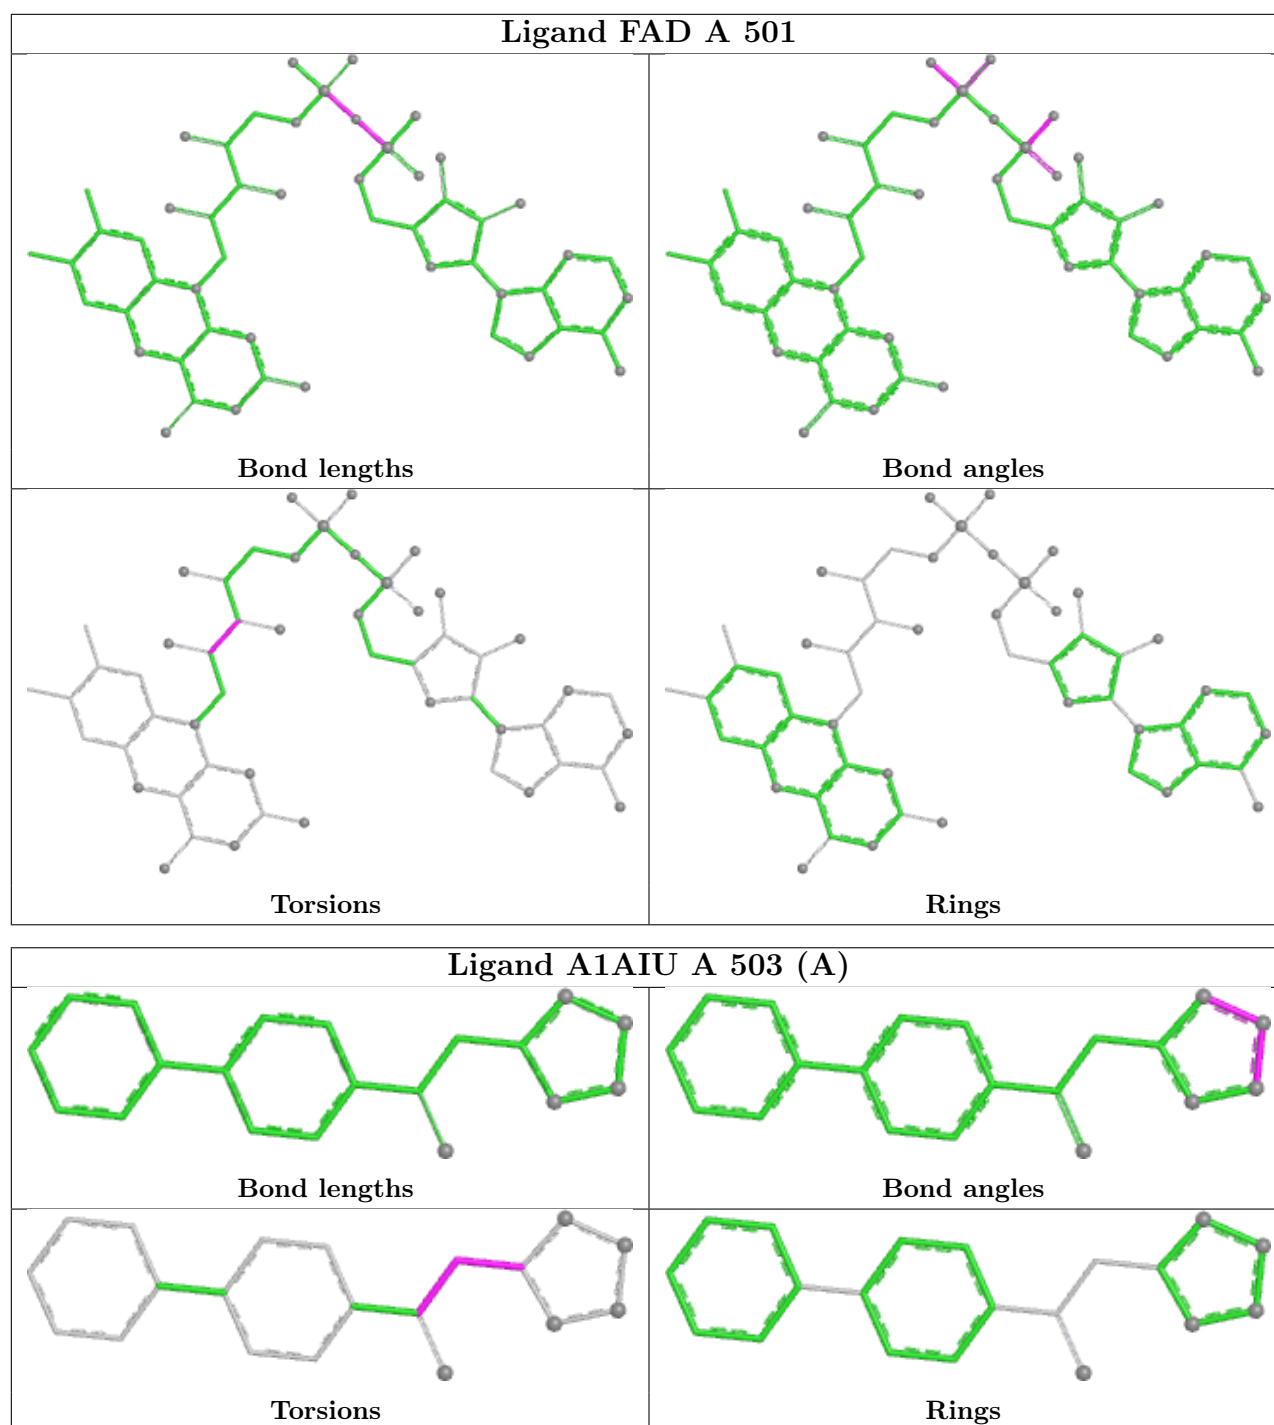 Ligand FAD A 501
Bond lengths
Bond angles
Torsions
Rings
Ligand A1AIU A 503 (A)
Bond lengths
Bond angles
Torsions
Rings